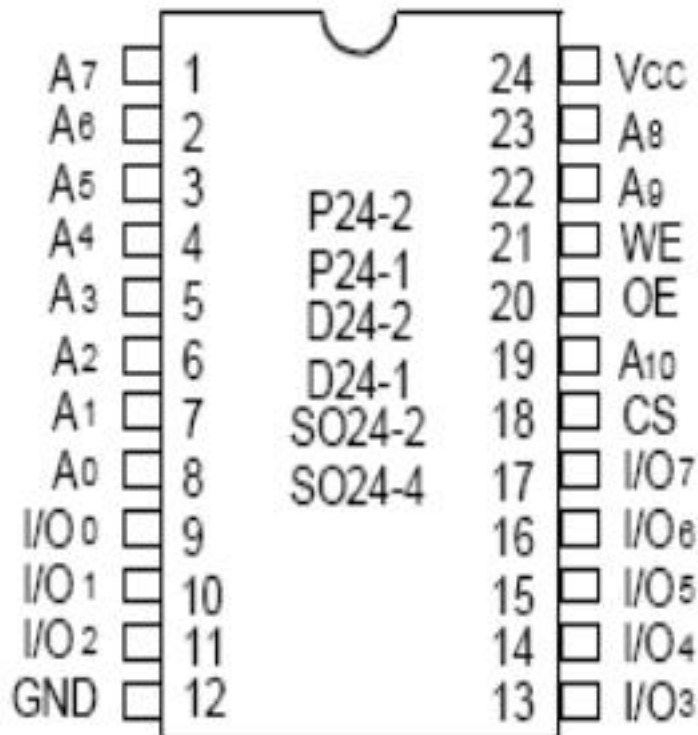 A7 1 24 Vcc
A6 2 23 A8
A5 3 22 A9
P24-2
A4 4 21 WE
P24-1
A3 5 20 OE
D24-2
A2 6 19 A10
D24-1
A1 7 18 CS
SO24-2
A0 8 17 I/O7
SO24-4
I/O0 9 16 I/O6
I/O1 10 15 I/O5
I/O2 11 14 I/O4
GND 12 13 I/O3